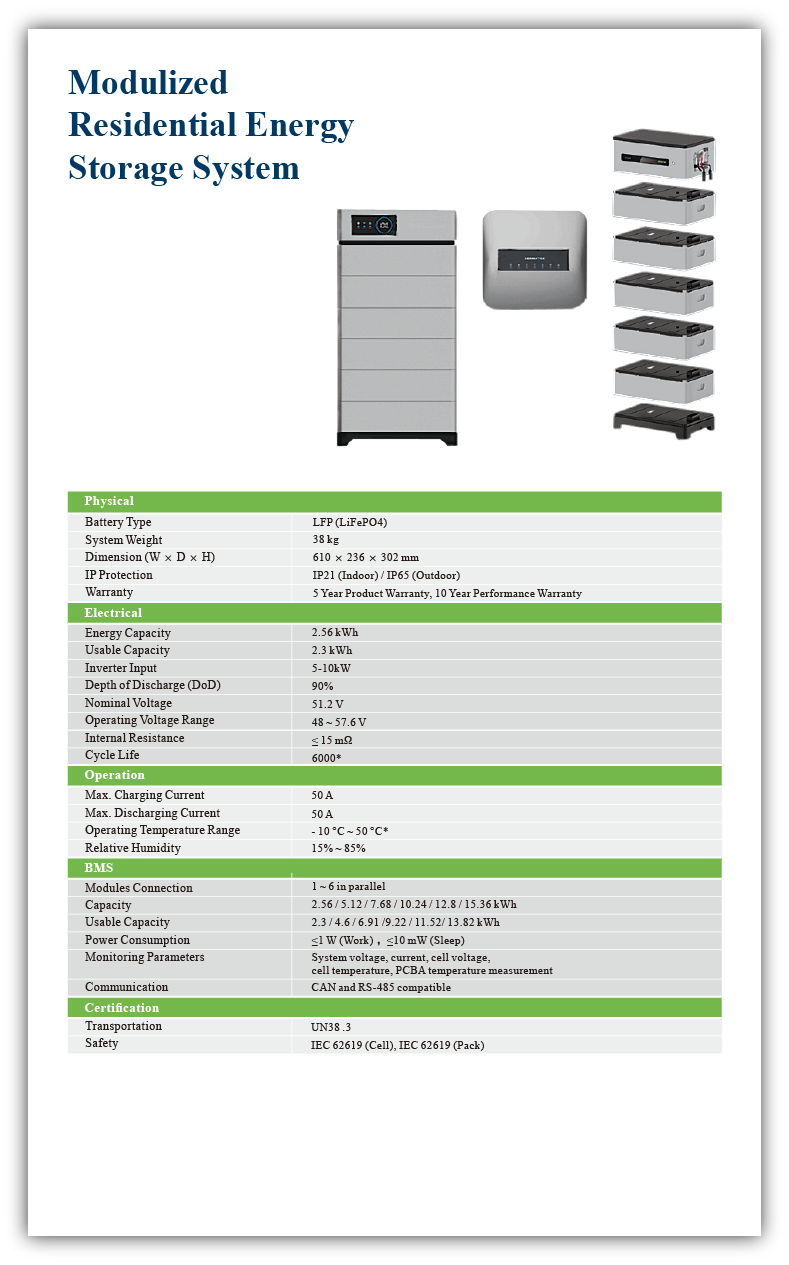 Modulized
Residential Energy
Storage System
Physical
Battery Type LFP (LiFePO4)
System Weight 38 kg
Dimension (W × D × H) 610 × 236 × 302 mm
IP Protection IP21 (Indoor) / IP65 (Outdoor)
Warranty 5 Year Product Warranty, 10 Year Performance Warranty
Electrical
Energy Capacity 2.56 kWh
Usable Capacity 2.3 kWh
Inverter Input 5-10kW
Depth of Discharge (DoD) 90%
Nominal Voltage 51.2 V
Operating Voltage Range 48 ~ 57.6 V
Internal Resistance ≤ 15 mΩ
Cycle Life 6000*
Operation
Max. Charging Current 50 A
Max. Discharging Current 50 A
Operating Temperature Range - 10 °C ~ 50 °C*
Relative Humidity 15% ~ 85%
BMS
Modules Connection 1 ~ 6 in parallel
Capacity 2.56 / 5.12 / 7.68 / 10.24 / 12.8 / 15.36 kWh
Usable Capacity 2.3 / 4.6 / 6.91 /9.22 / 11.52/ 13.82 kWh
Power Consumption ≤1 W (Work) , ≤10 mW (Sleep)
Monitoring Parameters System voltage, current, cell voltage,
cell temperature, PCBA temperature measurement
Communication CAN and RS-485 compatible
Certification
Transportation UN38 .3
Safety IEC 62619 (Cell), IEC 62619 (Pack)